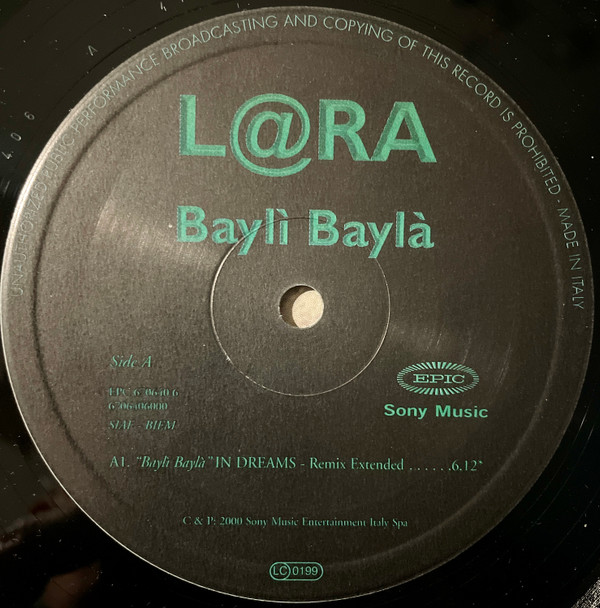 UNAUTHORIZED PUBLIC PERFORMANCE BROADCASTING AND COPYING OF THIS RECORD IS PROHIBITED - MADE IN ITALY
L@RA
Baylì Baylà
Side A
EPIC
Sony Music
SIAE - BIEM
A1. "Baylì Baylà" IN DREAMS - Remix Extended . . . . . .6.12"
C & P: 2000 Sony Music Entertainment Italy Spa
LC 0199